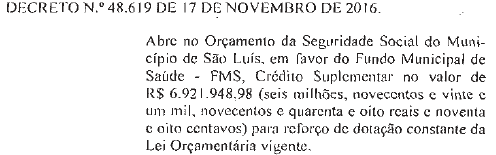 DECRETO N.º 48.619 DE 17 DE NOVEMBRO DE 2016.
Abre no Orçamento da Seguridade Social do Muni-
cípio de São Luís, em favor do Fundo Municipal de
Saúde - FMS, Crédito Suplementar no valor de
R$ 6.921.948,98 (seis milhões, novecentos e vinte e
um mil, novecentos e quarenta e oito reais e noventa
e oito centavos) para reforço de dotação constante da
Lei Orçamentária vigente.